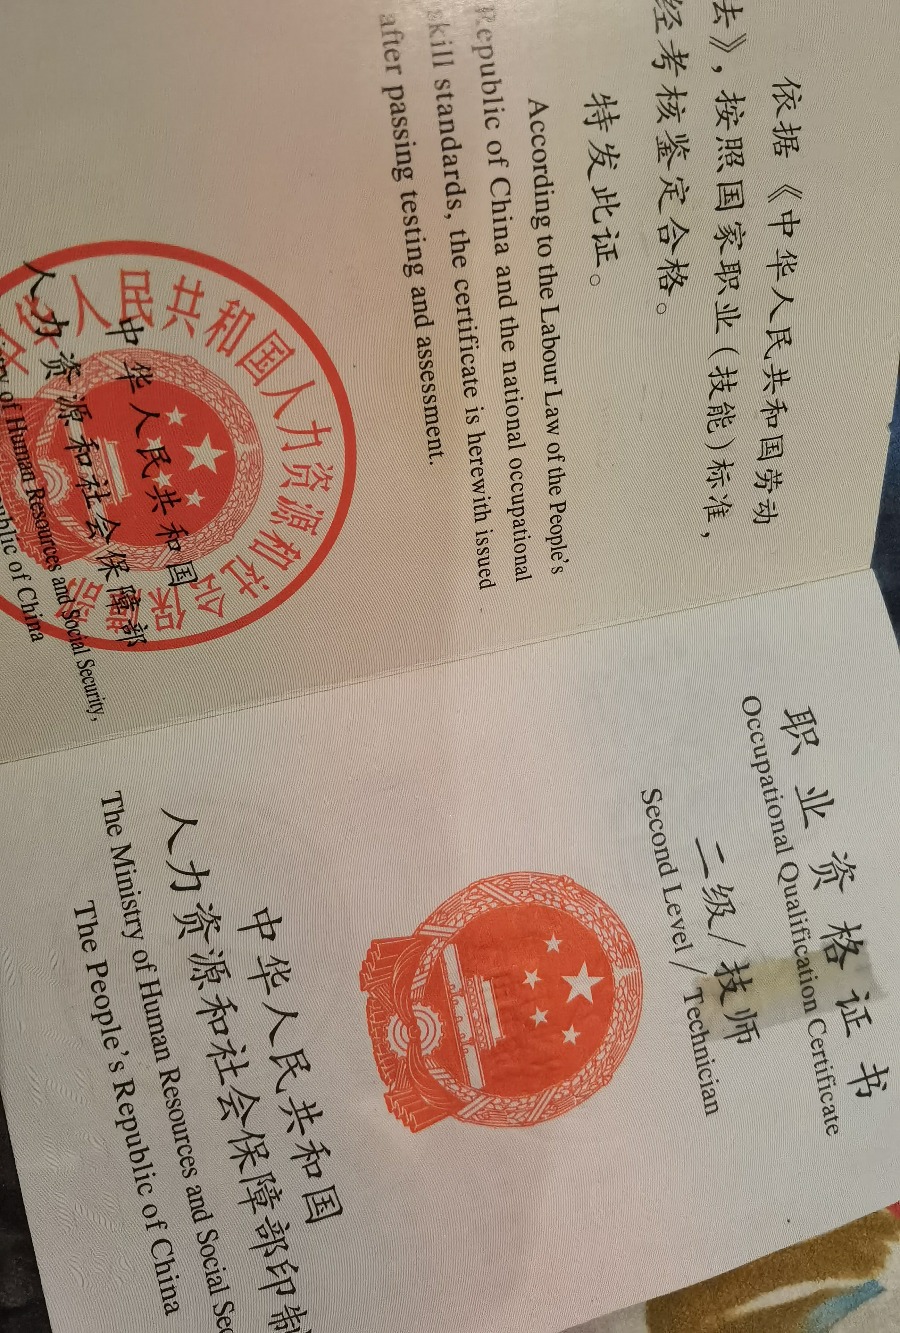 依据《中华人民共和国劳动
法》，按照国家职业（技能）标准，
经考核鉴定合格。
特发此证。
According to the Labour Law of the People's
Republic of China and the national occupational
skill standards, the certificate is herewith issued
after passing testing and assessment.
中华人民共和国人力资源和社会保障部
中华人民共和国
人力资源和社会保障部
of Human Resources and Social Security,
of China
职业资格证书
Occupational Qualification Certificate
二级/技师
Second Level / Technician
中华人民共和国
人力资源和社会保障部印制
The Ministry of Human Resources and Social Sec
The People's Republic of China